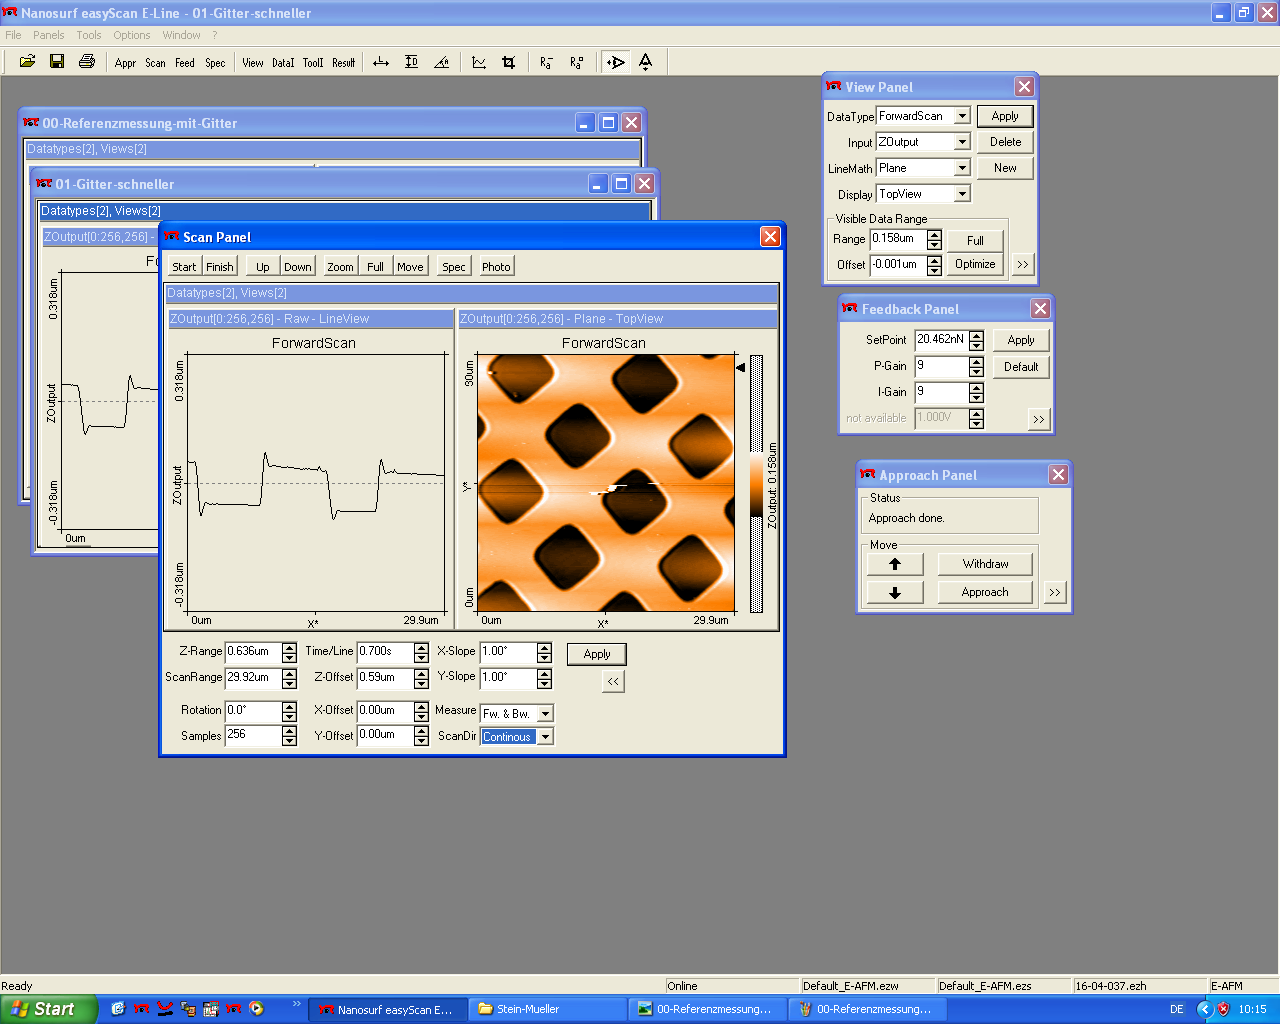 Nanosurf easyScan E-Line - 01-Gitter-schneller
File Panels Tools Options Window ?
Appr Scan Feed Spec View DataI ToolI Result
00-Referenzmessung-mit-Gitter
Datatypes[2], Views[2]
01-Gitter-schneller
Datatypes[2], Views[2]
ZOutput[0:256,256] -
Fo
0.318um
ZOutput
-0.318um
0um
Scan Panel
Start Finish Up Down Zoom Full Move Spec Photo
Datatypes[2], Views[2]
ZOutput[0:256,256] - Raw - LineView
ForwardScan
0.318um
ZOutput
-0.318um
0um X* 29.9um
ZOutput[0:256,256] - Plane - TopView
ForwardScan
30um
Y*
0um
0um X* 29.9um
ZOutput: 0.158um
Z-Range 0.636um Time/Line 0.700s X-Slope 1.00° Apply
ScanRange 29.92um Z-Offset 0.59um Y-Slope 1.00° <<
Rotation 0.0° X-Offset 0.00um Measure Fw. & Bw.
Samples 256 Y-Offset 0.00um ScanDir Continous
View Panel
DataType ForwardScan Apply
Input ZOutput Delete
LineMath Plane New
Display TopView
Visible Data Range
Range 0.158um Full
Offset -0.001um Optimize >>
Feedback Panel
SetPoint 20.462nN Apply
P-Gain 9 Default
I-Gain 9
not available 1.000V >>
Approach Panel
Status
Approach done.
Move
Withdraw
Approach >>
Ready Online Default_E-AFM.ezw Default_E-AFM.ezs 16-04-037.ezh E-AFM
Start Nanosurf easyScan E... Stein-Mueller 00-Referenzmessung... 00-Referenzmessung... DE 10:15